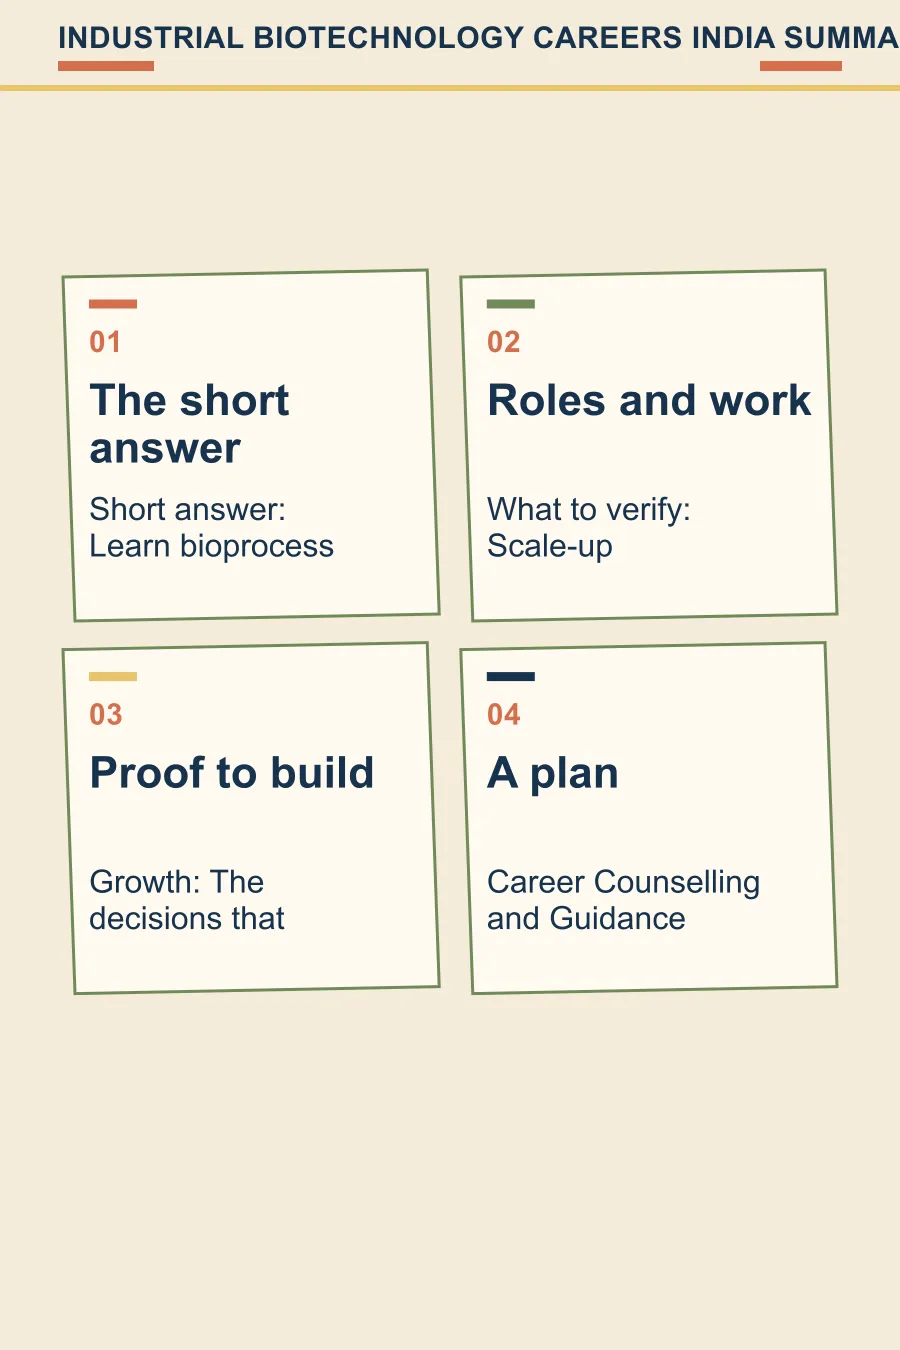 INDUSTRIAL BIOTECHNOLOGY CAREERS INDIA SUMMA
01
The short
answer
Short answer:
Learn bioprocess
02
Roles and work
What to verify:
Scale-up
03
Proof to build
Growth: The
decisions that
04
A plan
Career Counselling
and Guidance